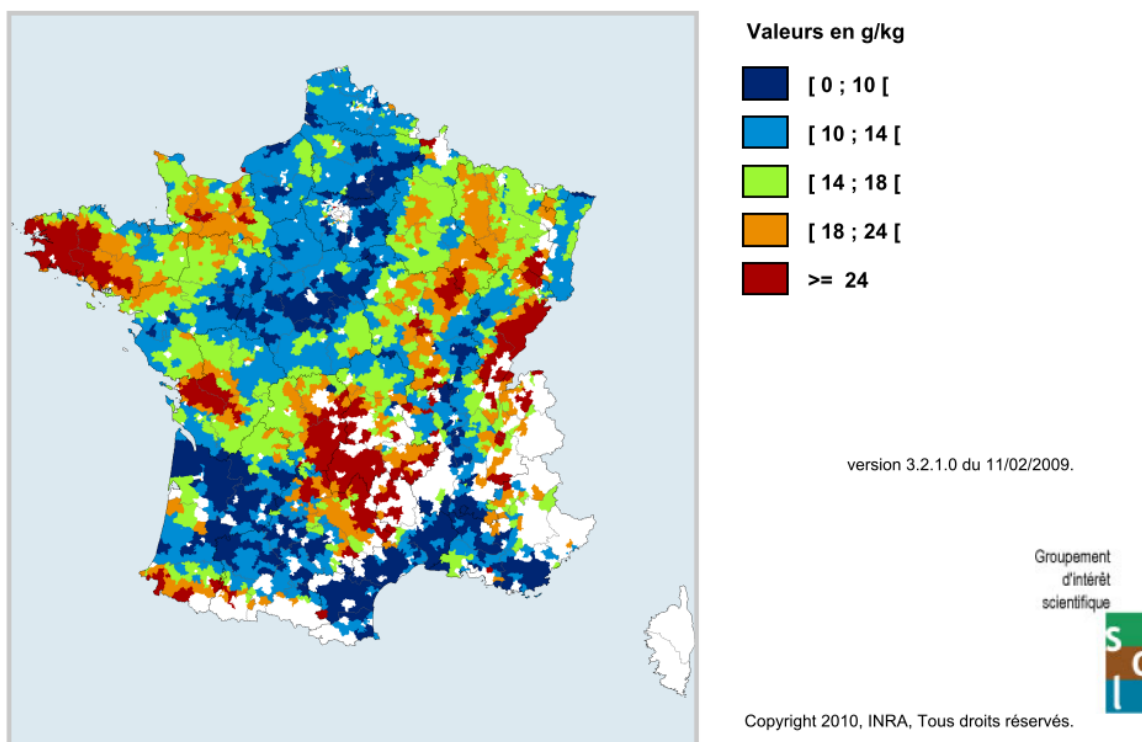 Valeurs en g/kg
[ 0 ; 10 [
[ 10 ; 14 [
[ 14 ; 18 [
[ 18 ; 24 [
>= 24
version 3.2.1.0 du 11/02/2009.
Groupement
d'intérêt
scientifique
s
l
Copyright 2010, INRA, Tous droits réservés.